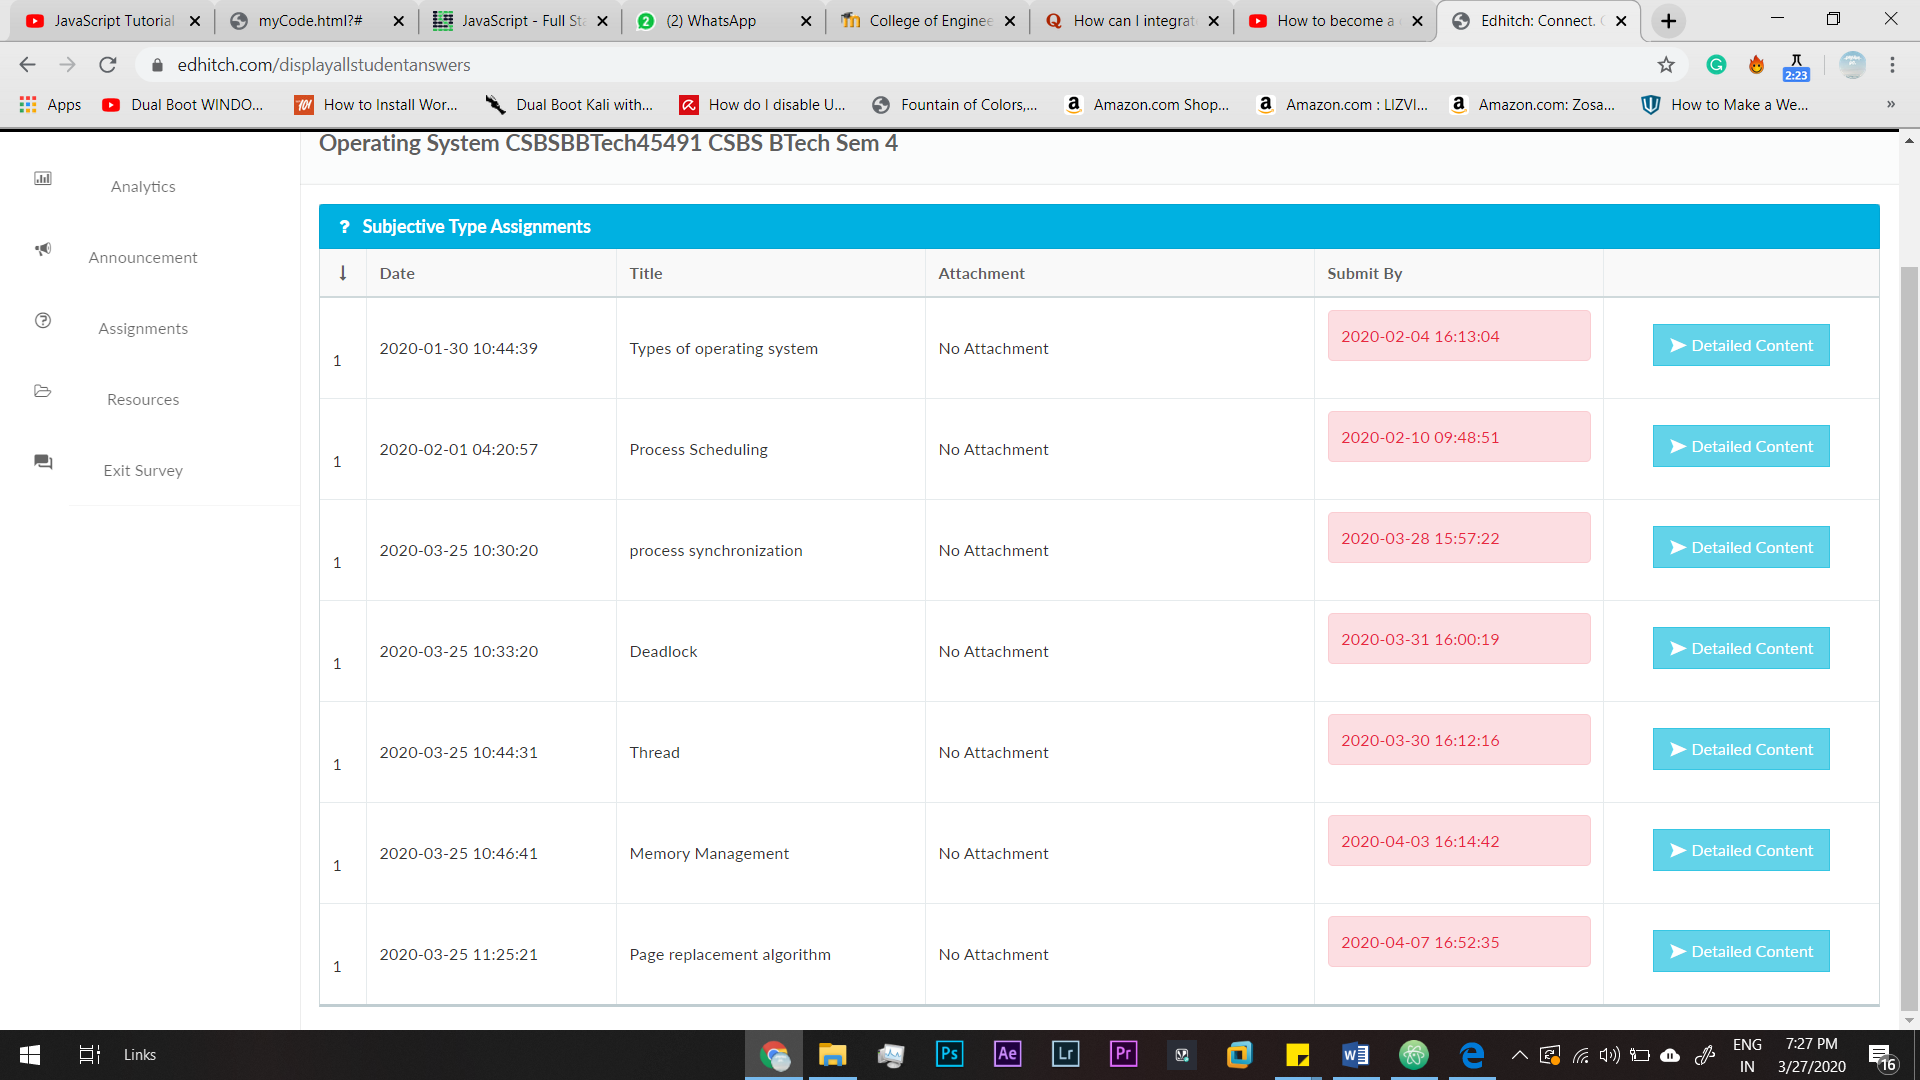 JavaScript Tutorial
myCode.html?#
JavaScript - Full Sta
(2) WhatsApp
College of Enginee
How can I integrat
How to become a
Edhitch: Connect.
edhitch.com/displayallstudentanswers
2:23
Apps
Dual Boot WINDO...
How to Install Wor...
Dual Boot Kali with...
How do I disable U...
Fountain of Colors,...
Amazon.com Shop...
Amazon.com : LIZVI...
Amazon.com: Zosa...
How to Make a We...
»
Operating System CSBSBBTech45491 CSBS BTech Sem 4
Analytics
Announcement
Assignments
Resources
Exit Survey
? Subjective Type Assignments
Date Title Attachment Submit By
1 2020-01-30 10:44:39 Types of operating system No Attachment 2020-02-04 16:13:04 Detailed Content
1 2020-02-01 04:20:57 Process Scheduling No Attachment 2020-02-10 09:48:51 Detailed Content
1 2020-03-25 10:30:20 process synchronization No Attachment 2020-03-28 15:57:22 Detailed Content
1 2020-03-25 10:33:20 Deadlock No Attachment 2020-03-31 16:00:19 Detailed Content
1 2020-03-25 10:44:31 Thread No Attachment 2020-03-30 16:12:16 Detailed Content
1 2020-03-25 10:46:41 Memory Management No Attachment 2020-04-03 16:14:42 Detailed Content
1 2020-03-25 11:25:21 Page replacement algorithm No Attachment 2020-04-07 16:52:35 Detailed Content
Links
Ps
Ae
Lr
Pr
ENG
IN
7:27 PM
3/27/2020
16